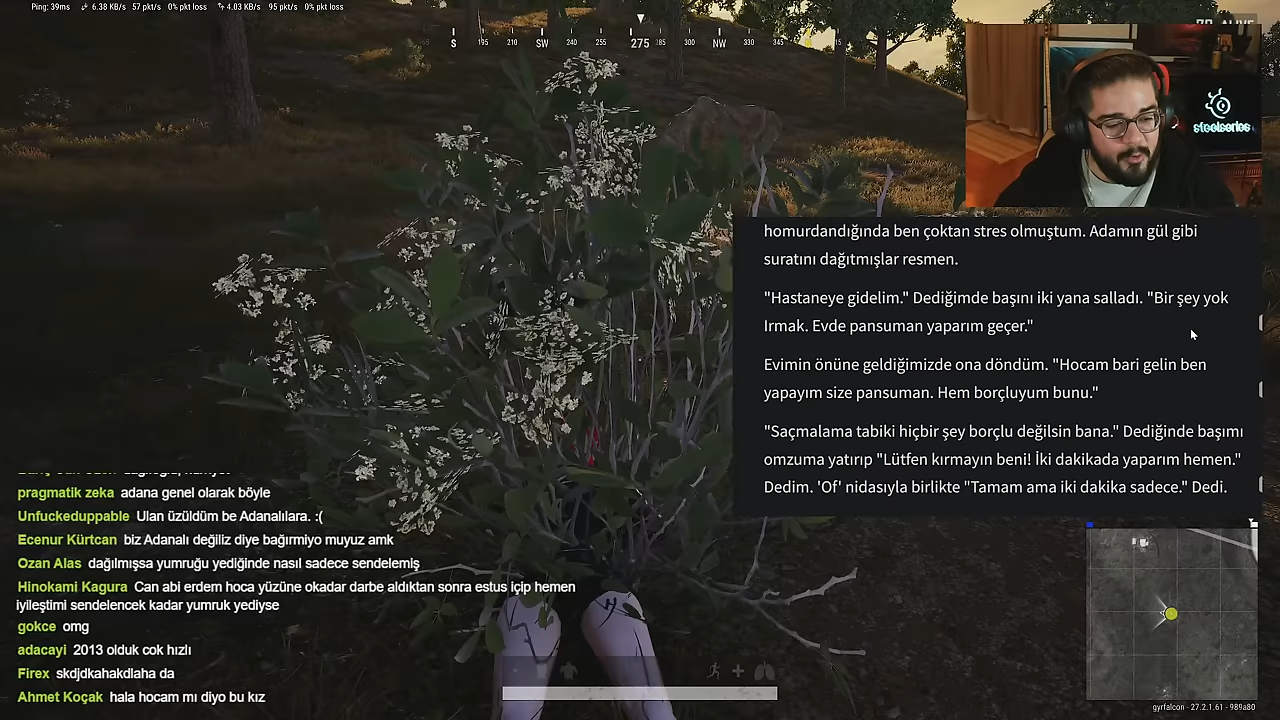 Ping: 39ms 6.38 KB/s 57 pkt/s 0% pkt loss 4.03 KB/s 95 pkt/s 0% pkt loss
S 195 210 SW 240 255 275 285 300 NW 330 345 15
steelseries
homurdandığında ben çoktan stres olmuştum. Adamın gül gibi
suratını dağıtmışlar resmen.
"Hastaneye gidelim." Dediğimde başını iki yana salladı. "Bir şey yok
Irmak. Evde pansuman yaparım geçer."
Evimin önüne geldiğimizde ona döndüm. "Hocam bari gelin ben
yapayım size pansuman. Hem borçluyum bunu."
"Saçmalama tabiki hiçbir şey borçlu değilsin bana." Dediğinde başımı
omzuma yatırıp "Lütfen kırmayın beni! İki dakikada yaparım hemen."
Dedim. 'Of' nidasıyla birlikte "Tamam ama iki dakika sadece." Dedi.
pragmatik zeka adana genel olarak böyle
Unfuckeduppable Ulan üzüldüm be Adanalılara. :(
Ecenur Kürtcan biz Adanalı değiliz diye bağırmiyo muyuz amk
Ozan Alas dağılmışsa yumruğu yediğinde nasıl sadece sendelemiş
Hinokami Kagura Can abi erdem hoca yüzüne okadar darbe aldıktan sonra estus içip hemen
iyileştimi sendelencek kadar yumruk yediyse
gokce omg
adacayi 2013 olduk cok hızlı
Firex skdjdkahakdlaha da
Ahmet Koçak hala hocam mı diyo bu kız
gyrfalcon - 27.2.1.61 - 989a80